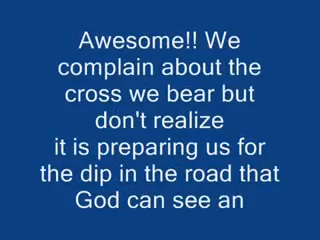 Awesome!! We
complain about the
cross we bear but
don't realize
it is preparing us for
the dip in the road that
God can see an